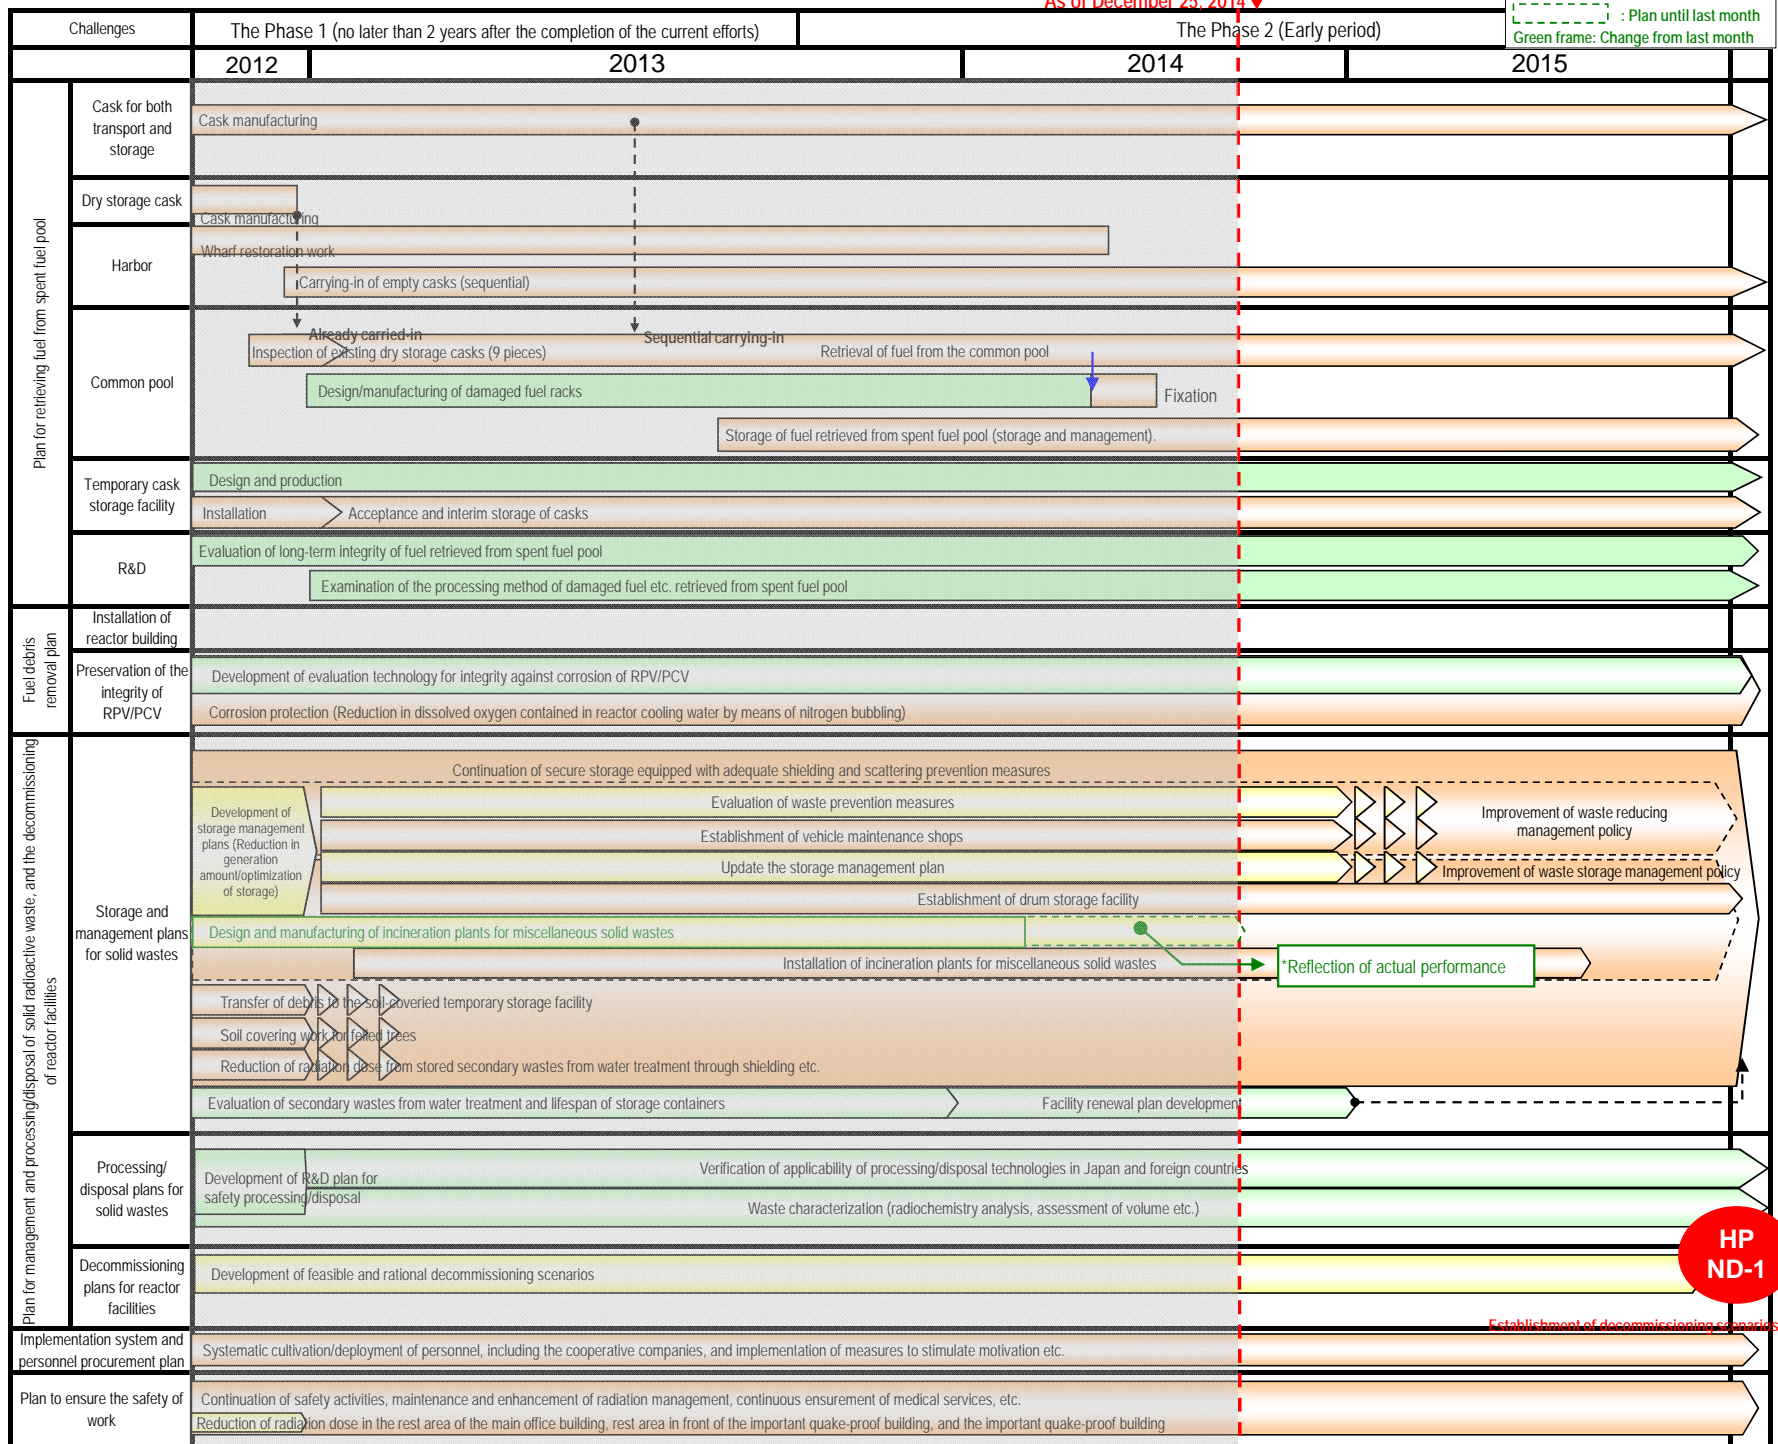 As of December 25, 2014
: Plan until last month
Green frame: Change from last month
Challenges
The Phase 1 (no later than 2 years after the completion of the current efforts)
The Phase 2 (Early period)
2012
2013
2014
2015
Plan for retrieving fuel from spent fuel pool
Cask for both
transport and
storage
Cask manufacturing
Dry storage cask
Cask manufacturing
Harbor
Wharf restoration work
Carrying-in of empty casks (sequential)
Common pool
Already carried-in
Sequential carrying-in
Inspection of existing dry storage casks (9 pieces)
Retrieval of fuel from the common pool
Design/manufacturing of damaged fuel racks
Fixation
Storage of fuel retrieved from spent fuel pool (storage and management).
Temporary cask
storage facility
Design and production
Installation
Acceptance and interim storage of casks
R&D
Evaluation of long-term integrity of fuel retrieved from spent fuel pool
Examination of the processing method of damaged fuel etc. retrieved from spent fuel pool
Fuel debris
removal plan
Installation of
reactor building
Preservation of the
integrity of
RPV/PCV
Development of evaluation technology for integrity against corrosion of RPV/PCV
Corrosion protection (Reduction in dissolved oxygen contained in reactor cooling water by means of nitrogen bubbling)
Plan for management and processing/disposal of solid radioactive waste, and the decommissioning
of reactor facilities
Storage and
management plans
for solid wastes
Continuation of secure storage equipped with adequate shielding and scattering prevention measures
Development of
storage management
plans (Reduction in
generation
amount/optimization
of storage)
Evaluation of waste prevention measures
Establishment of vehicle maintenance shops
Improvement of waste reducing
management policy
Update the storage management plan
Improvement of waste storage management policy
Establishment of drum storage facility
Design and manufacturing of incineration plants for miscellaneous solid wastes
Installation of incineration plants for miscellaneous solid wastes
*Reflection of actual performance
Transfer of debris to the soil-coveried temporary storage facility
Soil covering work for felled trees
Reduction of radiation dose from stored secondary wastes from water treatment through shielding etc.
Evaluation of secondary wastes from water treatment and lifespan of storage containers
Facility renewal plan development
Processing/
disposal plans for
solid wastes
Development of R&D plan for
safety processing/disposal
Verification of applicability of processing/disposal technologies in Japan and foreign countries
Waste characterization (radiochemistry analysis, assessment of volume etc.)
HP
ND-1
Decommissioning
plans for reactor
facilities
Development of feasible and rational decommissioning scenarios
Establishment of decommissioning scenarios
Implementation system and
personnel procurement plan
Systematic cultivation/deployment of personnel, including the cooperative companies, and implementation of measures to stimulate motivation etc.
Plan to ensure the safety of
work
Continuation of safety activities, maintenance and enhancement of radiation management, continuous ensurement of medical services, etc.
Reduction of radiation dose in the rest area of the main office building, rest area in front of the important quake-proof building, and the important quake-proof building